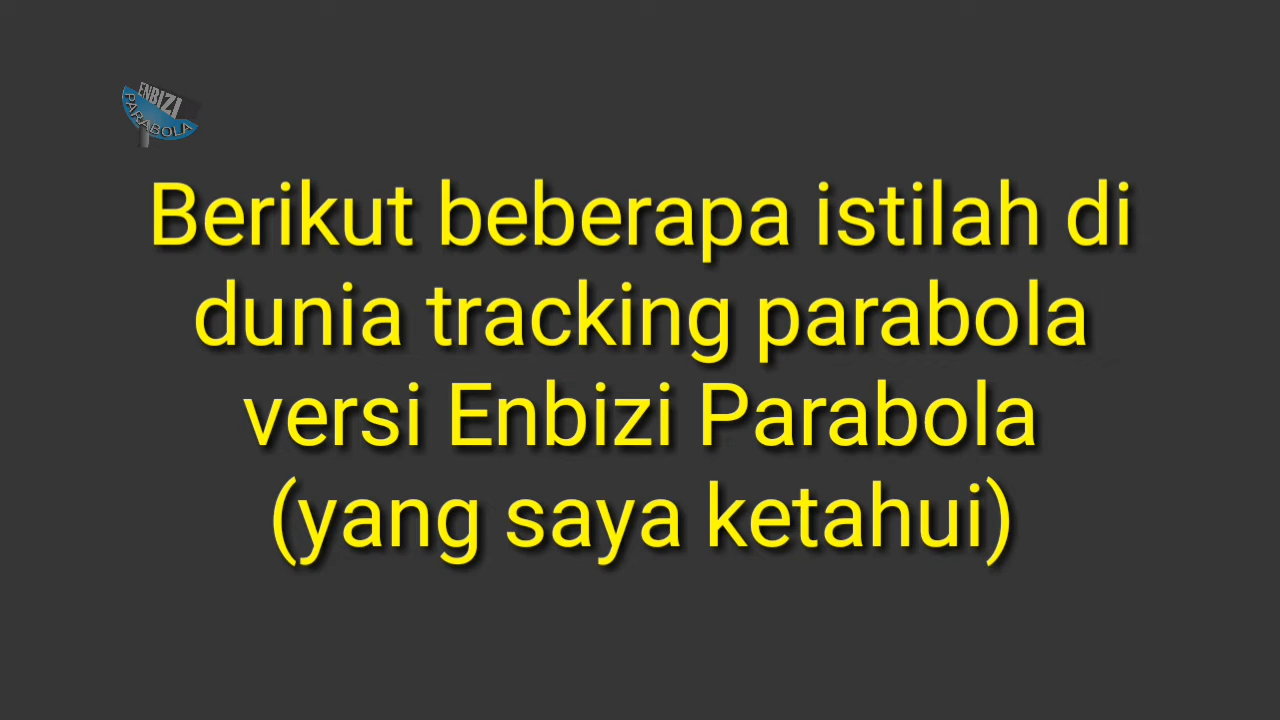 ENBIZI
PARABOLA
Berikut beberapa istilah di
dunia tracking parabola
versi Enbizi Parabola
(yang saya ketahui)